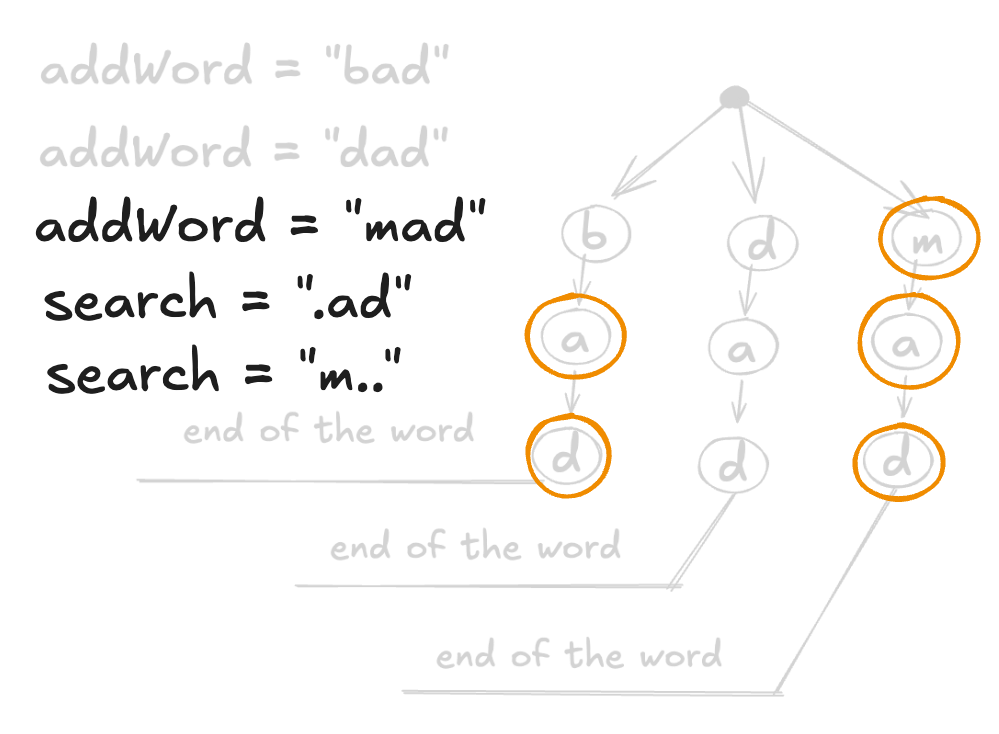 addWord = "bad"
addWord = "dad"
addWord = "mad"
search = ".ad"
search = "m.."
b d m
a a a
d d d
end of the word
end of the word
end of the word